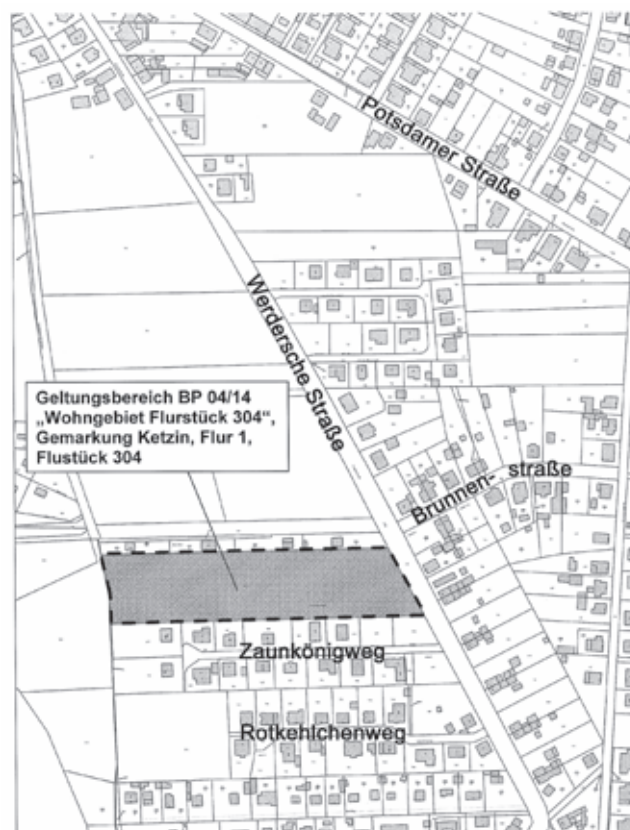 Potsdamer Straße
Werdersche Straße
Geltungsbereich BP 04/14
„Wohngebiet Flurstück 304“,
Gemarkung Ketzin, Flur 1,
Flustück 304
Brunnen- straße
Zaunkönigweg
Rotkehlchenweg